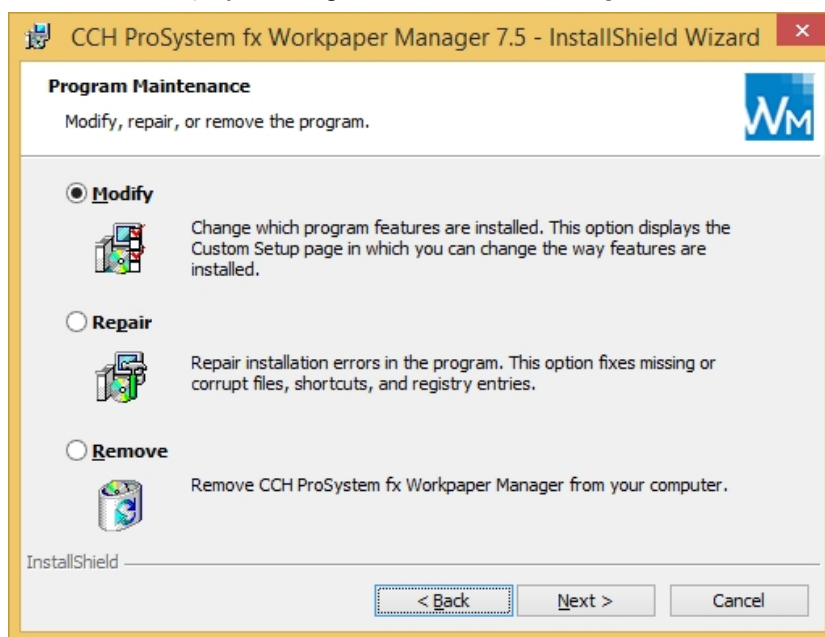 CCH ProSystem fx Workpaper Manager 7.5 - InstallShield Wizard
Program Maintenance
Modify, repair, or remove the program.
WM
Modify
Change which program features are installed. This option displays the
Custom Setup page in which you can change the way features are
installed.
Repair
Repair installation errors in the program. This option fixes missing or
corrupt files, shortcuts, and registry entries.
Remove
Remove CCH ProSystem fx Workpaper Manager from your computer.
InstallShield
< Back
Next >
Cancel